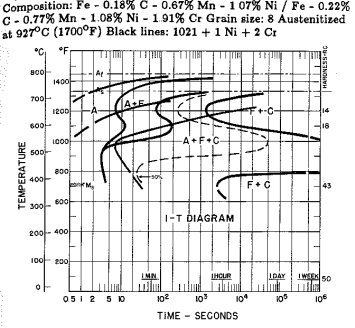 Composition: Fe - 0.18% C - 0.67% Mn - 1 07% Ni / Fe - 0.22%
C - 0.77% Mn - 1.08% Ni - 1.91% Cr Grain size: 8 Austenitized
at 927°C (1700°F) Black lines: 1021 + 1 Ni + 2 Cr
°C °F
HARDNESS-RC
800
1400
700
1200
600
1000
500
800
400
600
300
400
200
200
100
0
TEMPERATURE
Af
A
A
A+F
F+C
A+F+C
50%
F+C
Ms
I-T DIAGRAM
14
18
43
50
1 MIN.
1 HOUR
1 DAY
1 WEEK
0.5 1 2 5 10 10² 10³ 10⁴ 10⁵ 10⁶
TIME - SECONDS